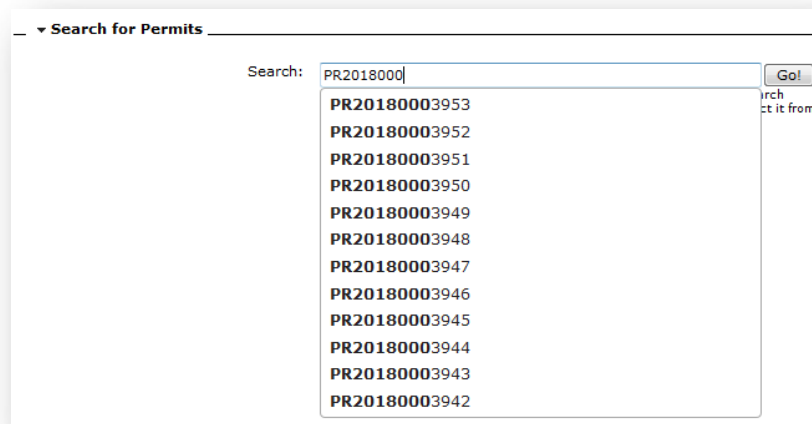 Search for Permits
Search: PR2018000 Go!
PR20180003953
PR20180003952
PR20180003951
PR20180003950
PR20180003949
PR20180003948
PR20180003947
PR20180003946
PR20180003945
PR20180003944
PR20180003943
PR20180003942
rch
ct it from